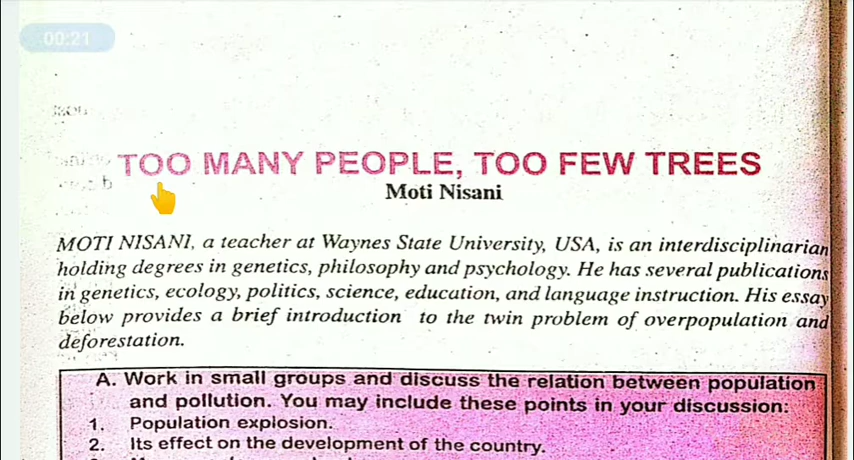 00:21
TOO MANY PEOPLE, TOO FEW TREES
Moti Nisani
MOTI NISANI, a teacher at Waynes State University, USA, is an interdisciplinarian
holding degrees in genetics, philosophy and psychology. He has several publications
in genetics, ecology, politics, science, education, and language instruction. His essay
below provides a brief introduction to the twin problem of overpopulation and
deforestation.
A. Work in small groups and discuss the relation between population
and pollution. You may include these points in your discussion:
1. Population explosion.
2. Its effect on the development of the country.